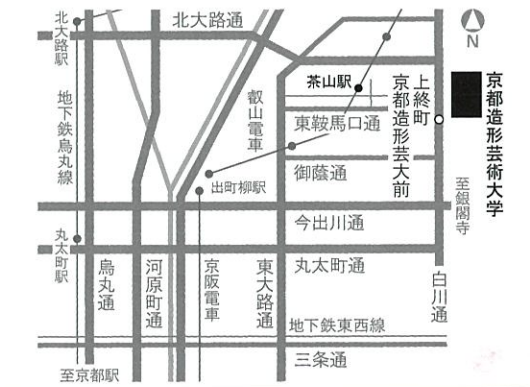 北大路通
北大路駅
N
京都造形芸術大学
上終町
京都造形芸大前
茶山駅
叡山電車
地下鉄烏丸線
東鞍馬口通
御蔭通
出町柳駅
至銀閣寺
今出川通
丸太町駅
丸太町通
烏丸通
河原町通
京阪電車
東大路通
白川通
地下鉄東西線
三条通
至京都駅